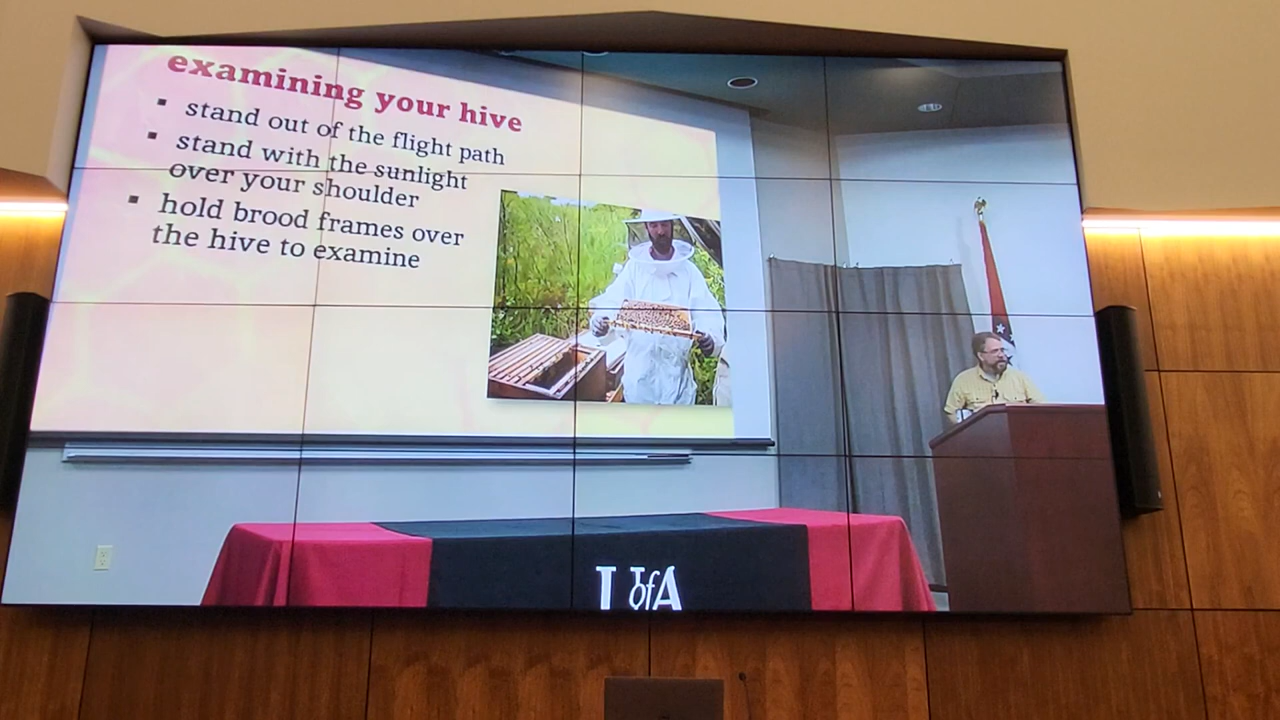 examining your hive
▪ stand out of the flight path
▪ stand with the sunlight
over your shoulder
▪ hold brood frames over
the hive to examine
U of A